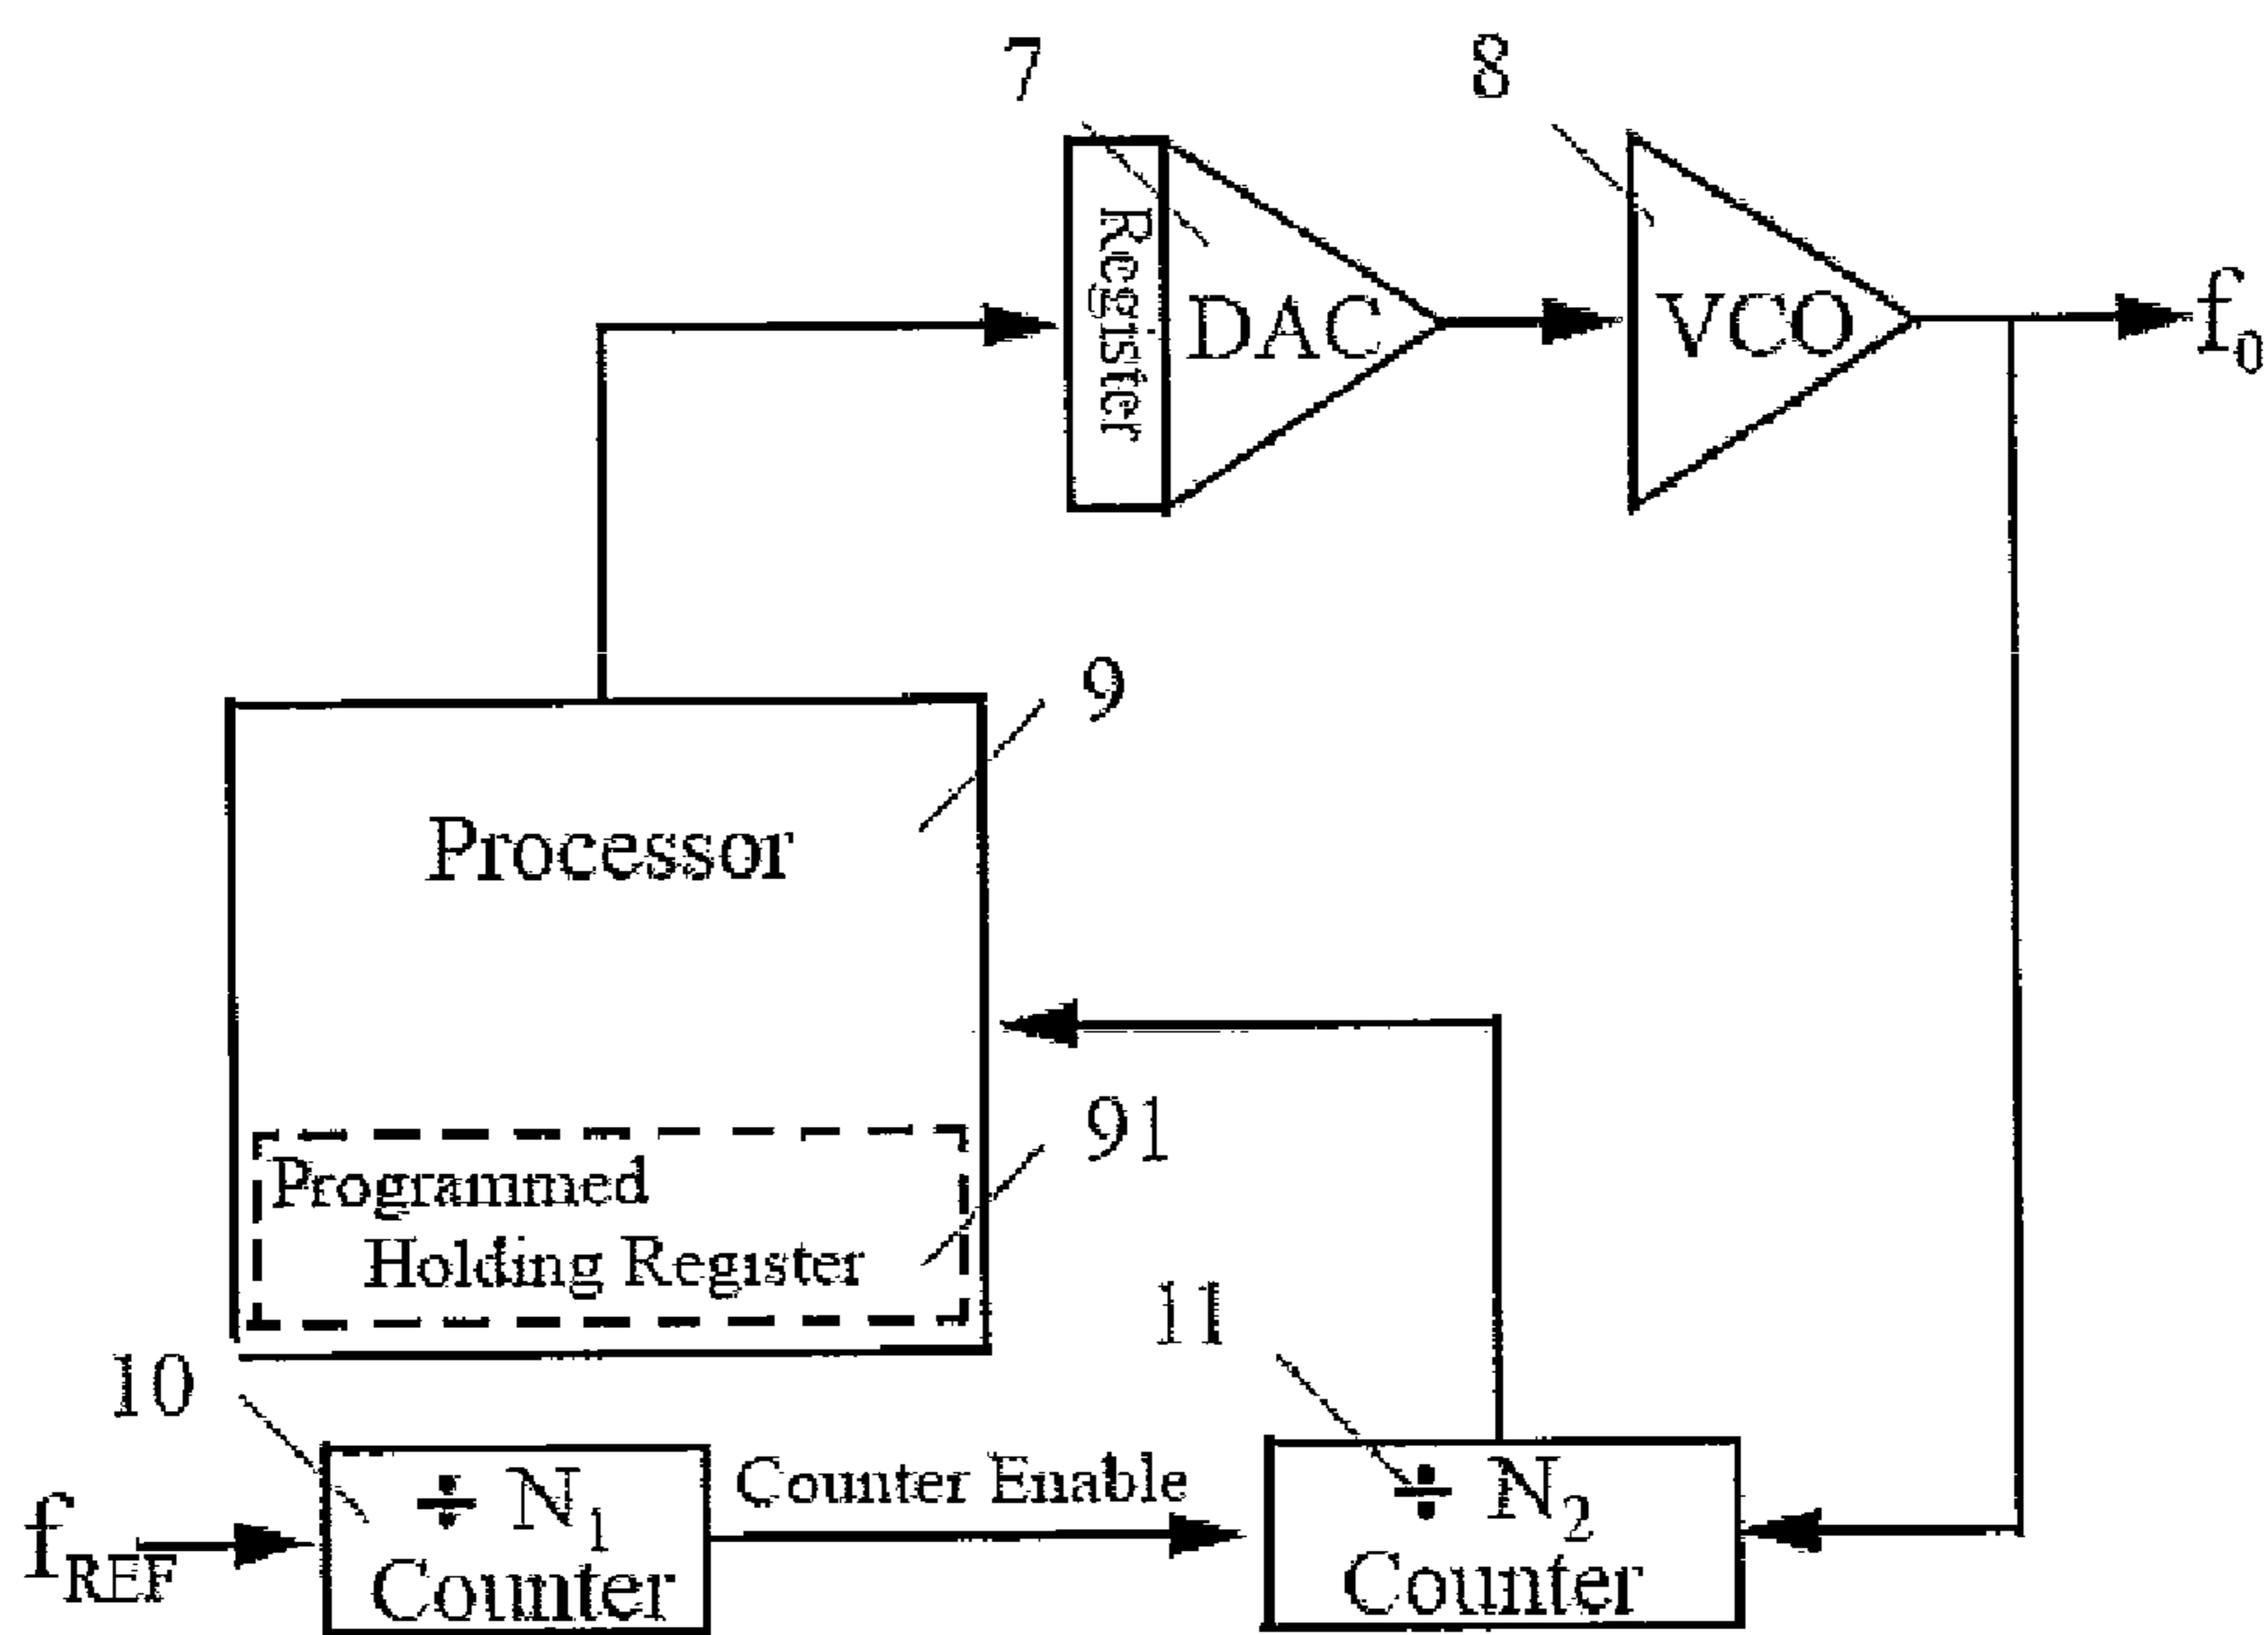 7
8
Register
DAC
VCO
f0
9
Processor
91
Programmed
Holding Register
11
10
÷ N1
Counter Enable
÷ N2
fREF
Counter
Counter